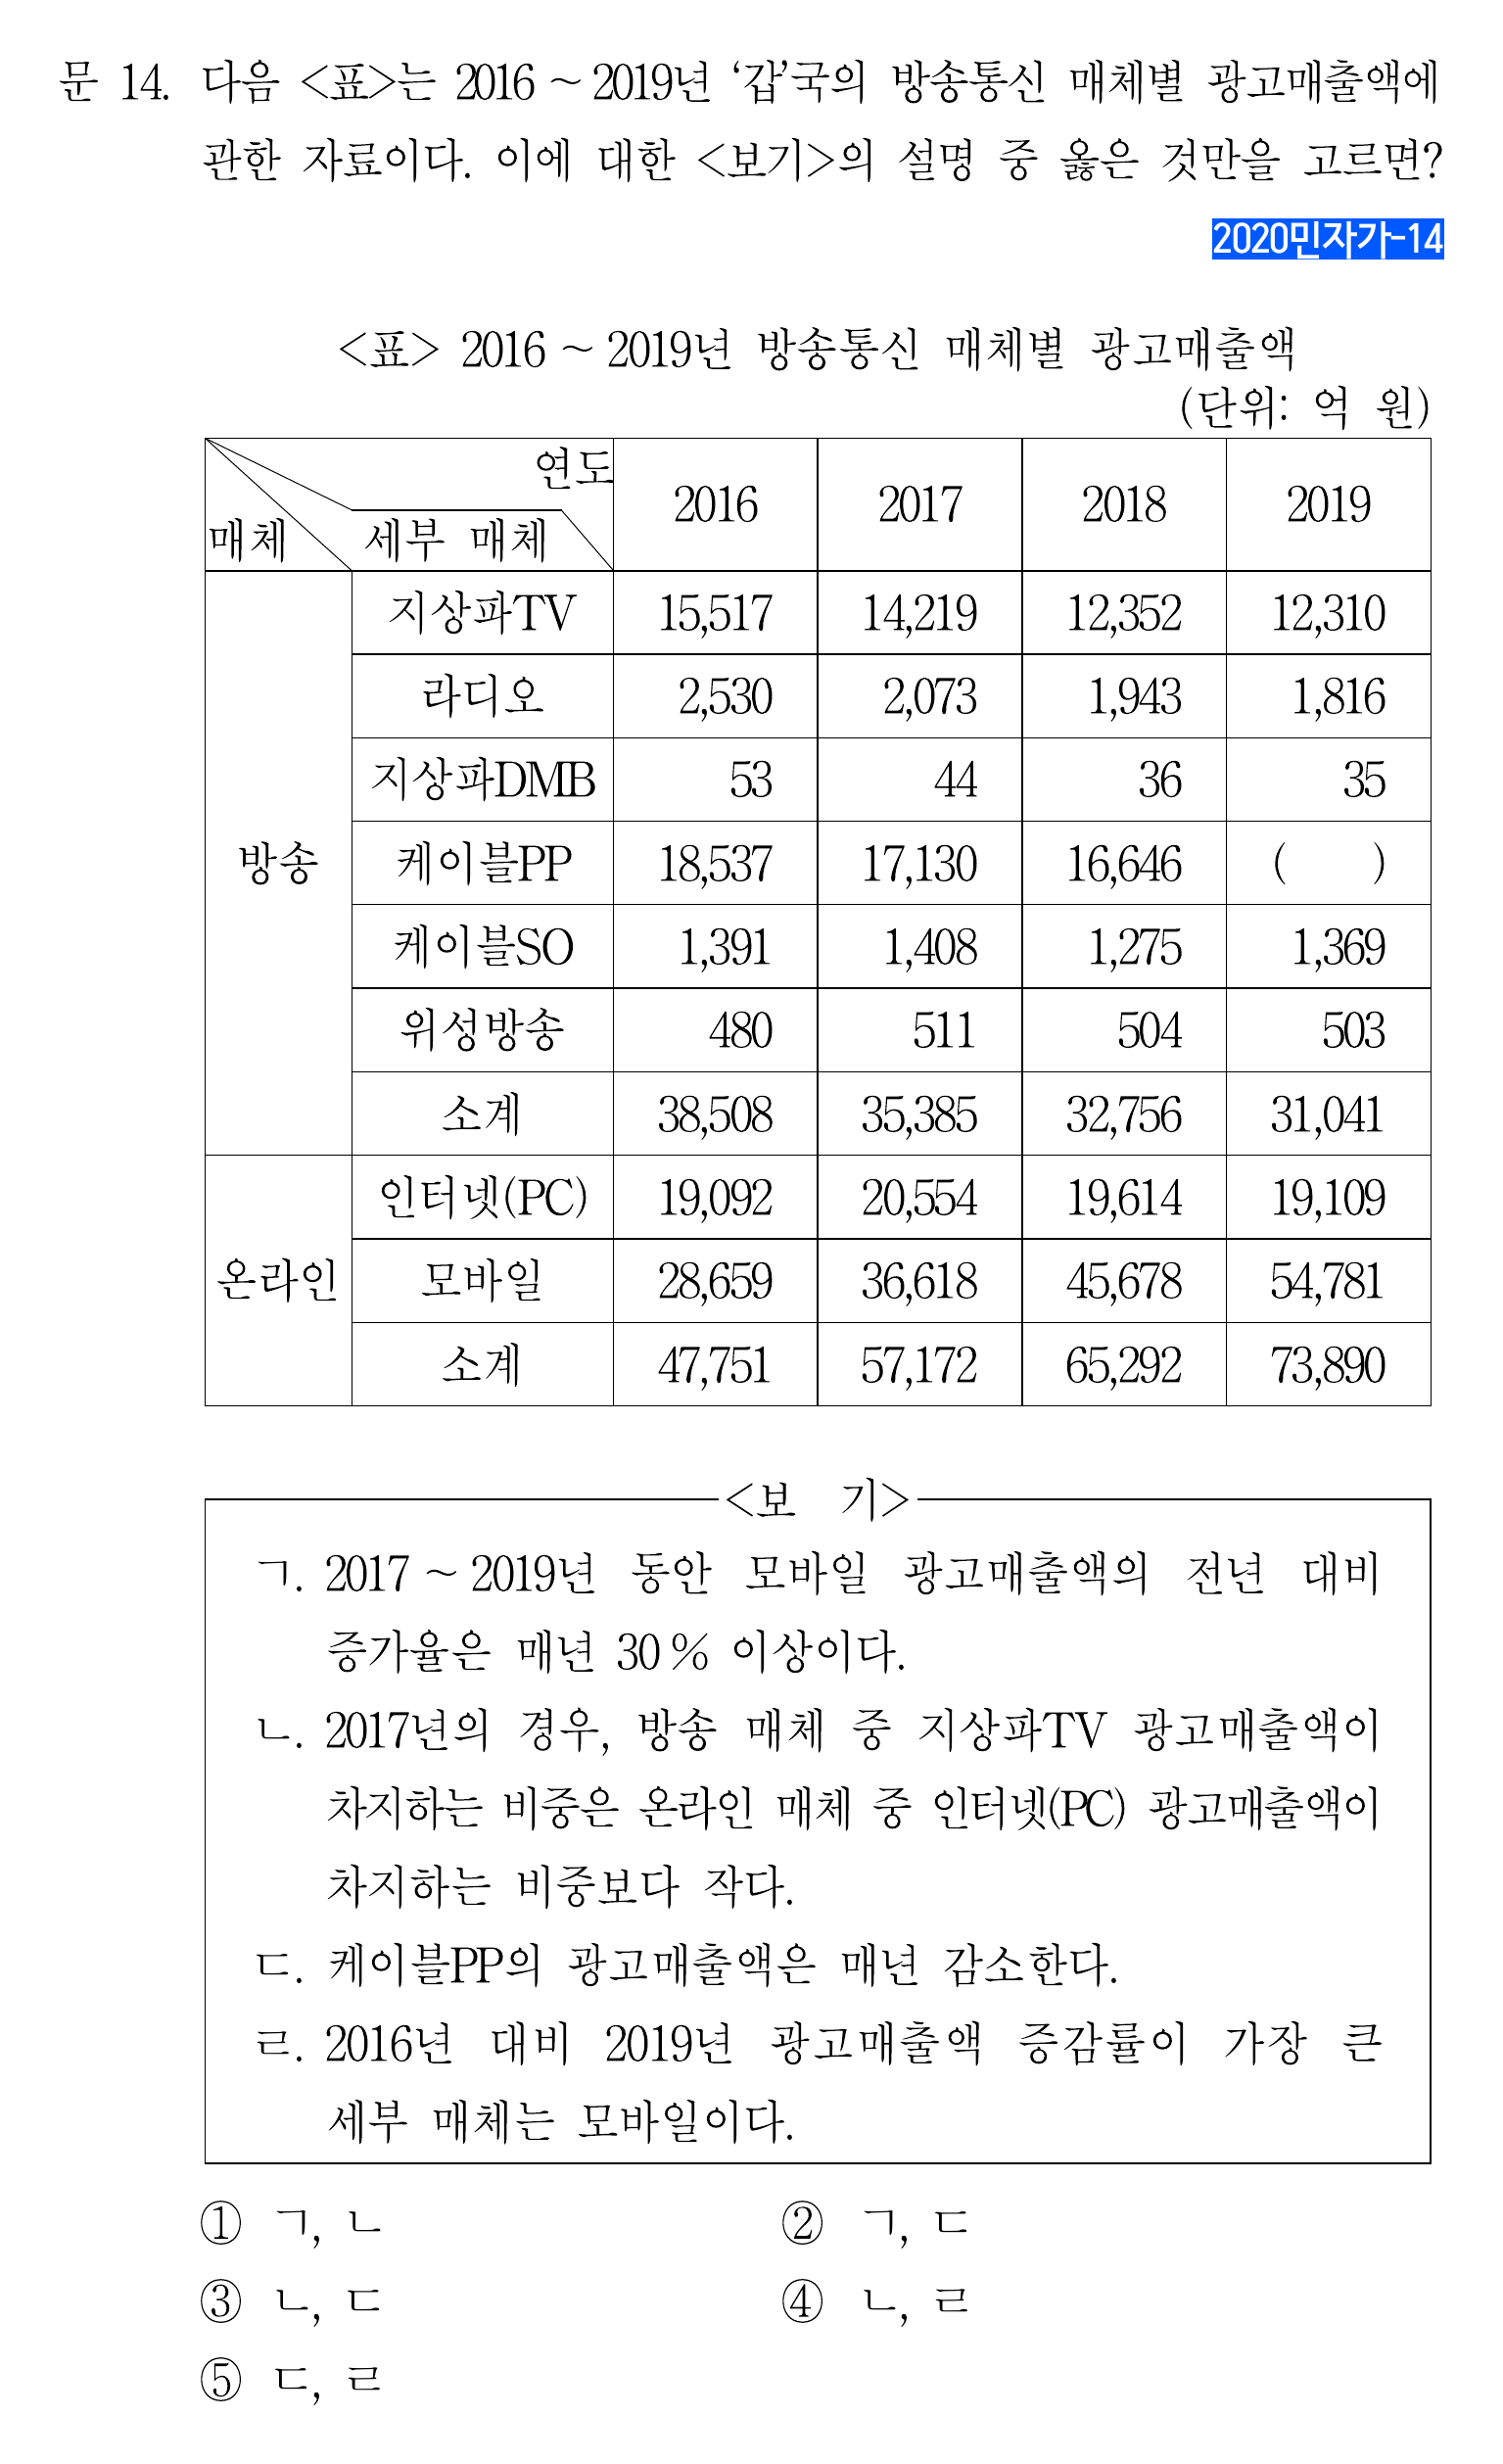 문 14. 다음 <표>는 2016 ~ 2019년 ‘갑’국의 방송통신 매체별 광고매출액에
관한 자료이다. 이에 대한 <보기>의 설명 중 옳은 것만을 고르면?
2020민자가-14
<표> 2016 ~ 2019년 방송통신 매체별 광고매출액
(단위: 억 원)
매체 세부 매체 연도 2016 2017 2018 2019
방송
지상파TV 15,517 14,219 12,352 12,310
라디오 2,530 2,073 1,943 1,816
지상파DMB 53 44 36 35
케이블PP 18,537 17,130 16,646 ( )
케이블SO 1,391 1,408 1,275 1,369
위성방송 480 511 504 503
소계 38,508 35,385 32,756 31,041
온라인
인터넷(PC) 19,092 20,554 19,614 19,109
모바일 28,659 36,618 45,678 54,781
소계 47,751 57,172 65,292 73,890
<보 기>
ㄱ. 2017 ~ 2019년 동안 모바일 광고매출액의 전년 대비
증가율은 매년 30 % 이상이다.
ㄴ. 2017년의 경우, 방송 매체 중 지상파TV 광고매출액이
차지하는 비중은 온라인 매체 중 인터넷(PC) 광고매출액이
차지하는 비중보다 작다.
ㄷ. 케이블PP의 광고매출액은 매년 감소한다.
ㄹ. 2016년 대비 2019년 광고매출액 증감률이 가장 큰
세부 매체는 모바일이다.
① ㄱ, ㄴ ② ㄱ, ㄷ
③ ㄴ, ㄷ ④ ㄴ, ㄹ
⑤ ㄷ, ㄹ